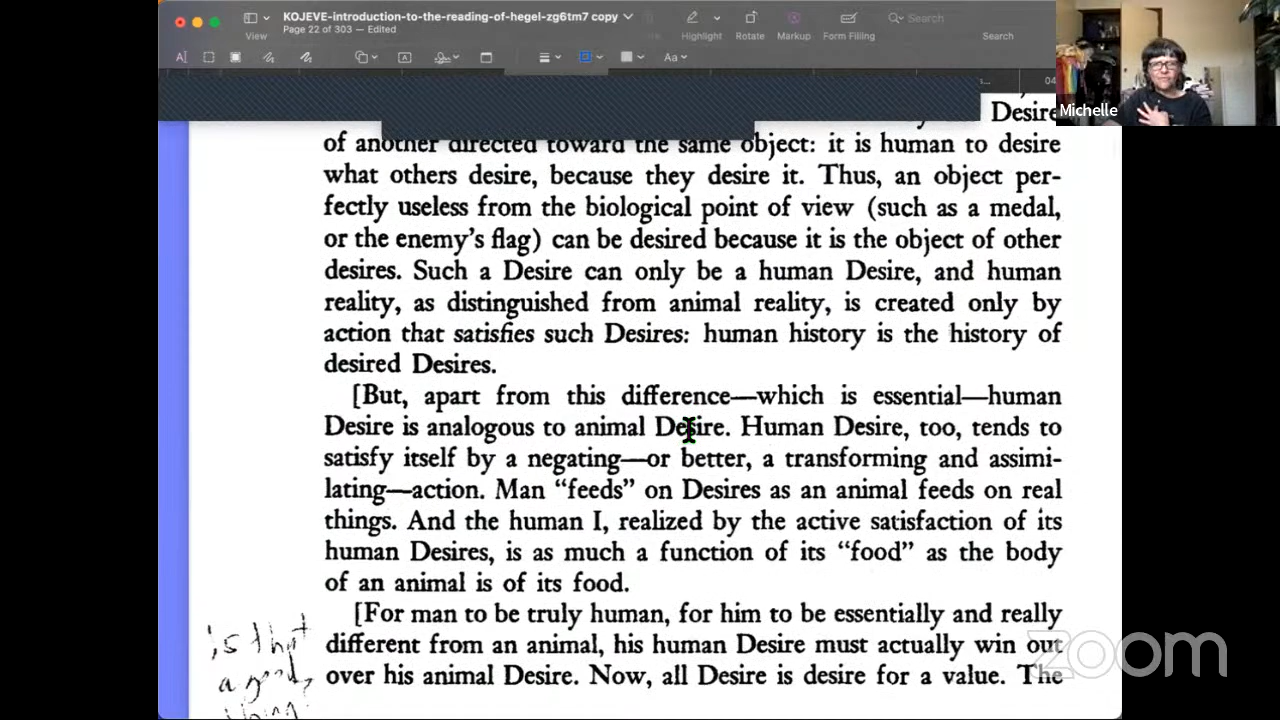 KOJEVE-introduction-to-the-reading-of-hegel-zg6tm7 copy
Page 22 of 303 — Edited
View
Highlight
Rotate
Markup
Form Filling
Search
Search
Aa
04
Michelle
Desire
of another directed toward the same object: it is human to desire
what others desire, because they desire it. Thus, an object per-
fectly useless from the biological point of view (such as a medal,
or the enemy's flag) can be desired because it is the object of other
desires. Such a Desire can only be a human Desire, and human
reality, as distinguished from animal reality, is created only by
action that satisfies such Desires: human history is the history of
desired Desires.
[But, apart from this difference—which is essential—human
Desire is analogous to animal Desire. Human Desire, too, tends to
satisfy itself by a negating—or better, a transforming and assimi-
lating—action. Man “feeds” on Desires as an animal feeds on real
things. And the human I, realized by the active satisfaction of its
human Desires, is as much a function of its “food” as the body
of an animal is of its food.
[For man to be truly human, for him to be essentially and really
different from an animal, his human Desire must actually win out
over his animal Desire. Now, all Desire is desire for a value. The
is that
a good
thing
zoom